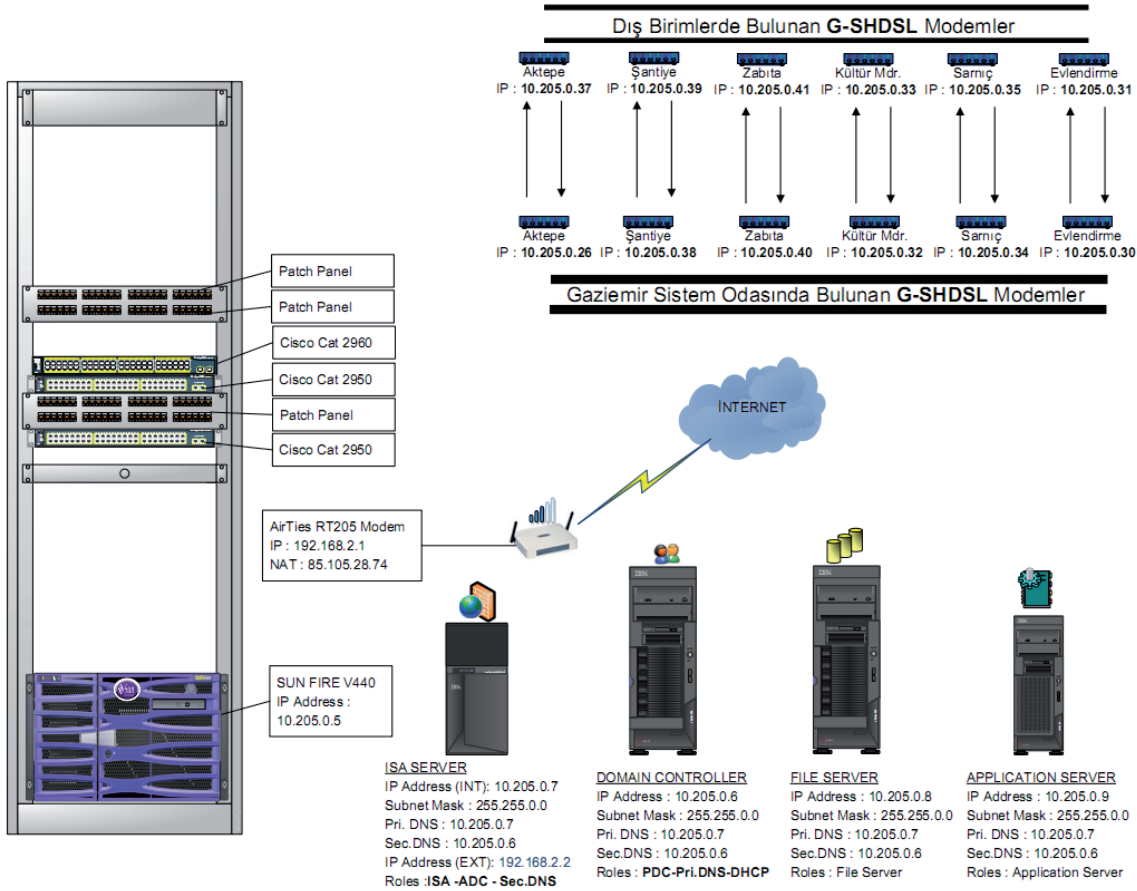 Dış Birimlerde Bulunan G-SHDSL Modemler
Aktepe
IP : 10.205.0.37
Şantiye
IP : 10.205.0.39
Zabıta
IP : 10.205.0.41
Kültür Mdr.
IP : 10.205.0.33
Sarnıç
IP : 10.205.0.35
Evlendirme
IP : 10.205.0.31
Aktepe
IP : 10.205.0.26
Şantiye
IP : 10.205.0.38
Zabıta
IP : 10.205.0.40
Kültür Mdr.
IP : 10.205.0.32
Sarnıç
IP : 10.205.0.34
Evlendirme
IP : 10.205.0.30
Gaziemir Sistem Odasında Bulunan G-SHDSL Modemler
Patch Panel
Patch Panel
Cisco Cat 2960
Cisco Cat 2950
Patch Panel
Cisco Cat 2950
INTERNET
AirTies RT205 Modem
IP : 192.168.2.1
NAT : 85.105.28.74
SUN FIRE V440
IP Address :
10.205.0.5
ISA SERVER
IP Address (INT): 10.205.0.7
Subnet Mask : 255.255.0.0
Pri. DNS : 10.205.0.7
Sec.DNS : 10.205.0.6
IP Address (EXT): 192.168.2.2
Roles :ISA -ADC - Sec.DNS
DOMAIN CONTROLLER
IP Address : 10.205.0.6
Subnet Mask : 255.255.0.0
Pri. DNS : 10.205.0.7
Sec.DNS : 10.205.0.6
Roles : PDC-Pri.DNS-DHCP
FILE SERVER
IP Address : 10.205.0.8
Subnet Mask : 255.255.0.0
Pri. DNS : 10.205.0.7
Sec.DNS : 10.205.0.6
Roles : File Server
APPLICATION SERVER
IP Address : 10.205.0.9
Subnet Mask : 255.255.0.0
Pri. DNS : 10.205.0.7
Sec.DNS : 10.205.0.6
Roles : Application Server